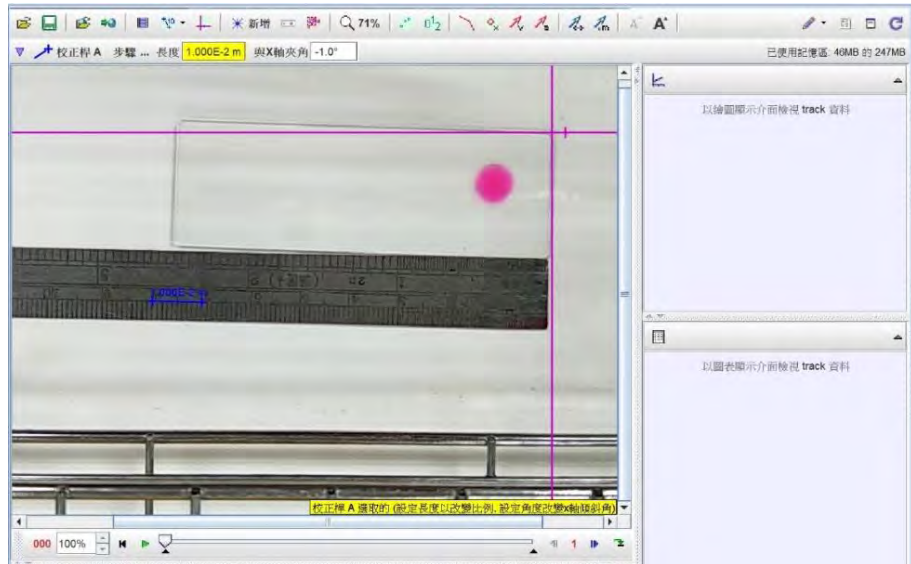 新增 71%
校正桿 A 步驟 ... 長度 1.000E-2 m 與X軸夾角 -1.0° 已使用記憶區: 46MB 的 247MB
以繪圖顯示介面檢視 track 資料
1.000E-2 m
以圖表顯示介面檢視 track 資料
校正桿 A 選取的 (設定長度以改變比例, 設定角度改變x軸傾斜角)
000 100% 1